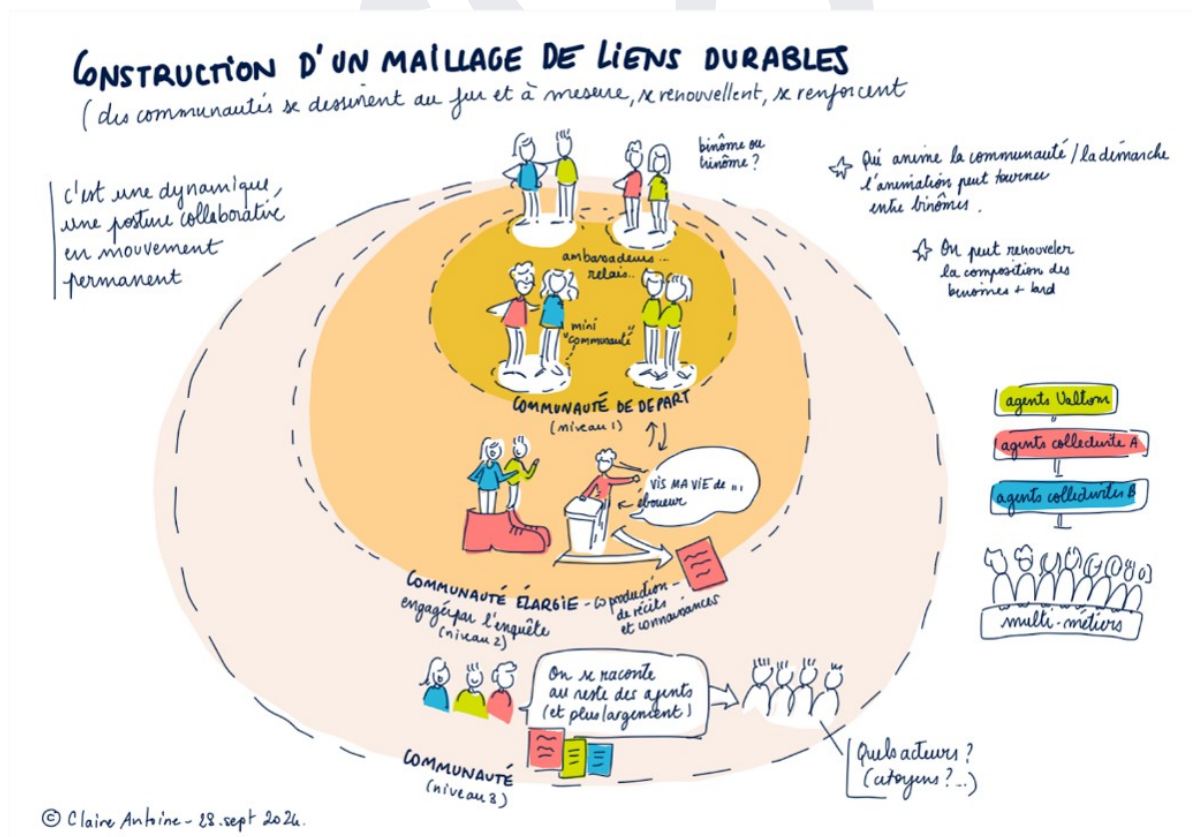 CONSTRUCTION D'UN MAILLAGE DE LIENS DURABLES
(des communautés se dessinent au fur et à mesure, se renouvellent, se renforcent
c'est une dynamique,
une posture collaborative
en mouvement
permanent
binôme ou
trinôme ?
Qui anime la communauté / la démarche
l'animation peut tourner
entre binômes.
On peut renouveler
la composition des
binomes + tard
ambassadeurs...
relais..
mini
"communauté"
COMMUNAUTÉ DE DÉPART
(niveau 1)
VIS MA VIE de ...
éboueur
COMMUNAUTÉ ÉLARGIE - co production -
engagée par l'enquête
(niveau 2)
de récits
et connaissances
On se raconte
au reste des agents
(et plus largement)
COMMUNAUTÉ
(niveau 3)
Quels acteurs ?
(citoyens ?...)
agents Valtom
agents collectivité A
agents collectivités B
multi-métiers
© Claire Antoine - 28.sept 2024.